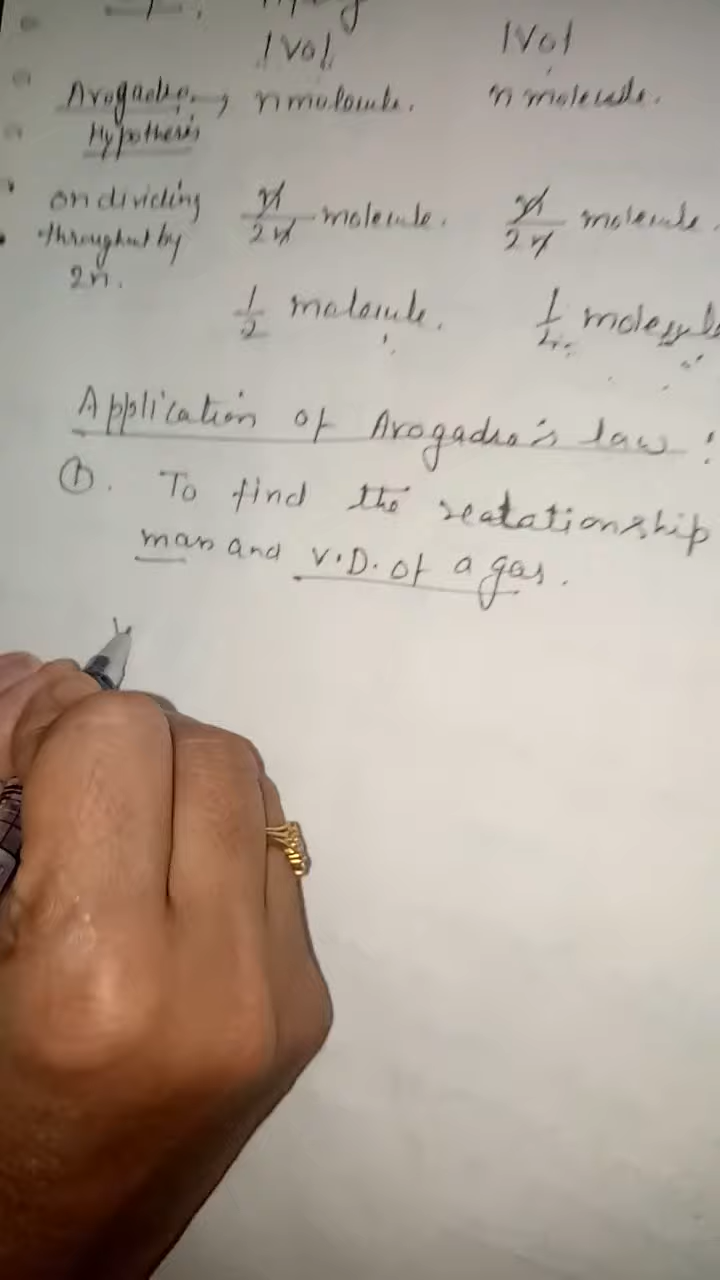 1 Vol. 1 Vol
Avogadro → n molecule. n molecule.
Hypothesis
on dividing n/2n molecule. n/2n molecule.
throughout by
2n.
1/2 molecule. 1/2 molecule
Application of Avogadro's law:
①. To find the realationship
mass and V.D. of a gas.